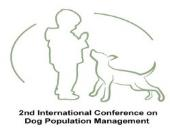 2nd International Conference on
Dog Population Management